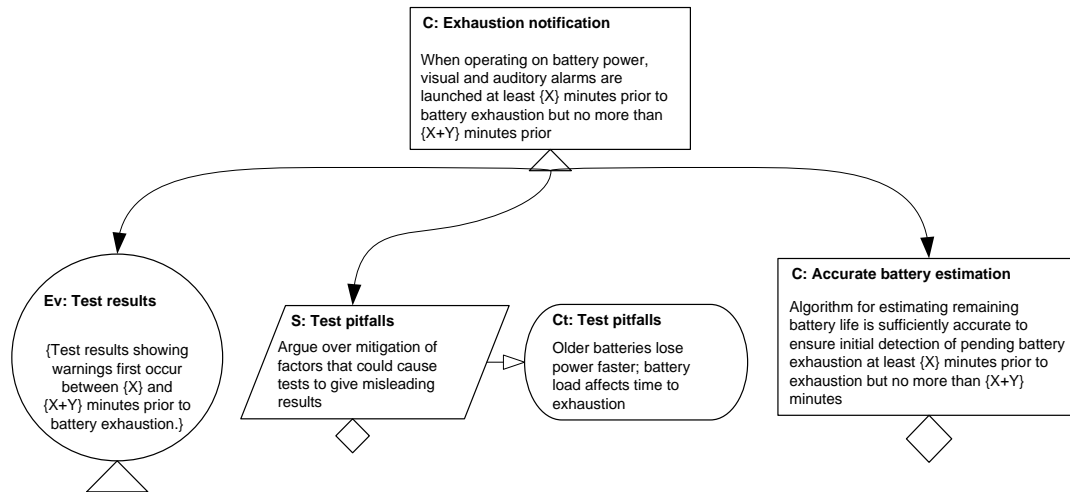 C: Exhaustion notification
When operating on battery power,
visual and auditory alarms are
launched at least {X} minutes prior to
battery exhaustion but no more than
{X+Y} minutes prior
Ev: Test results
{Test results showing
warnings first occur
between {X} and
{X+Y} minutes prior to
battery exhaustion.}
S: Test pitfalls
Argue over mitigation of
factors that could cause
tests to give misleading
results
Ct: Test pitfalls
Older batteries lose
power faster; battery
load affects time to
exhaustion
C: Accurate battery estimation
Algorithm for estimating remaining
battery life is sufficiently accurate to
ensure initial detection of pending battery
exhaustion at least {X} minutes prior to
exhaustion but no more than {X+Y}
minutes